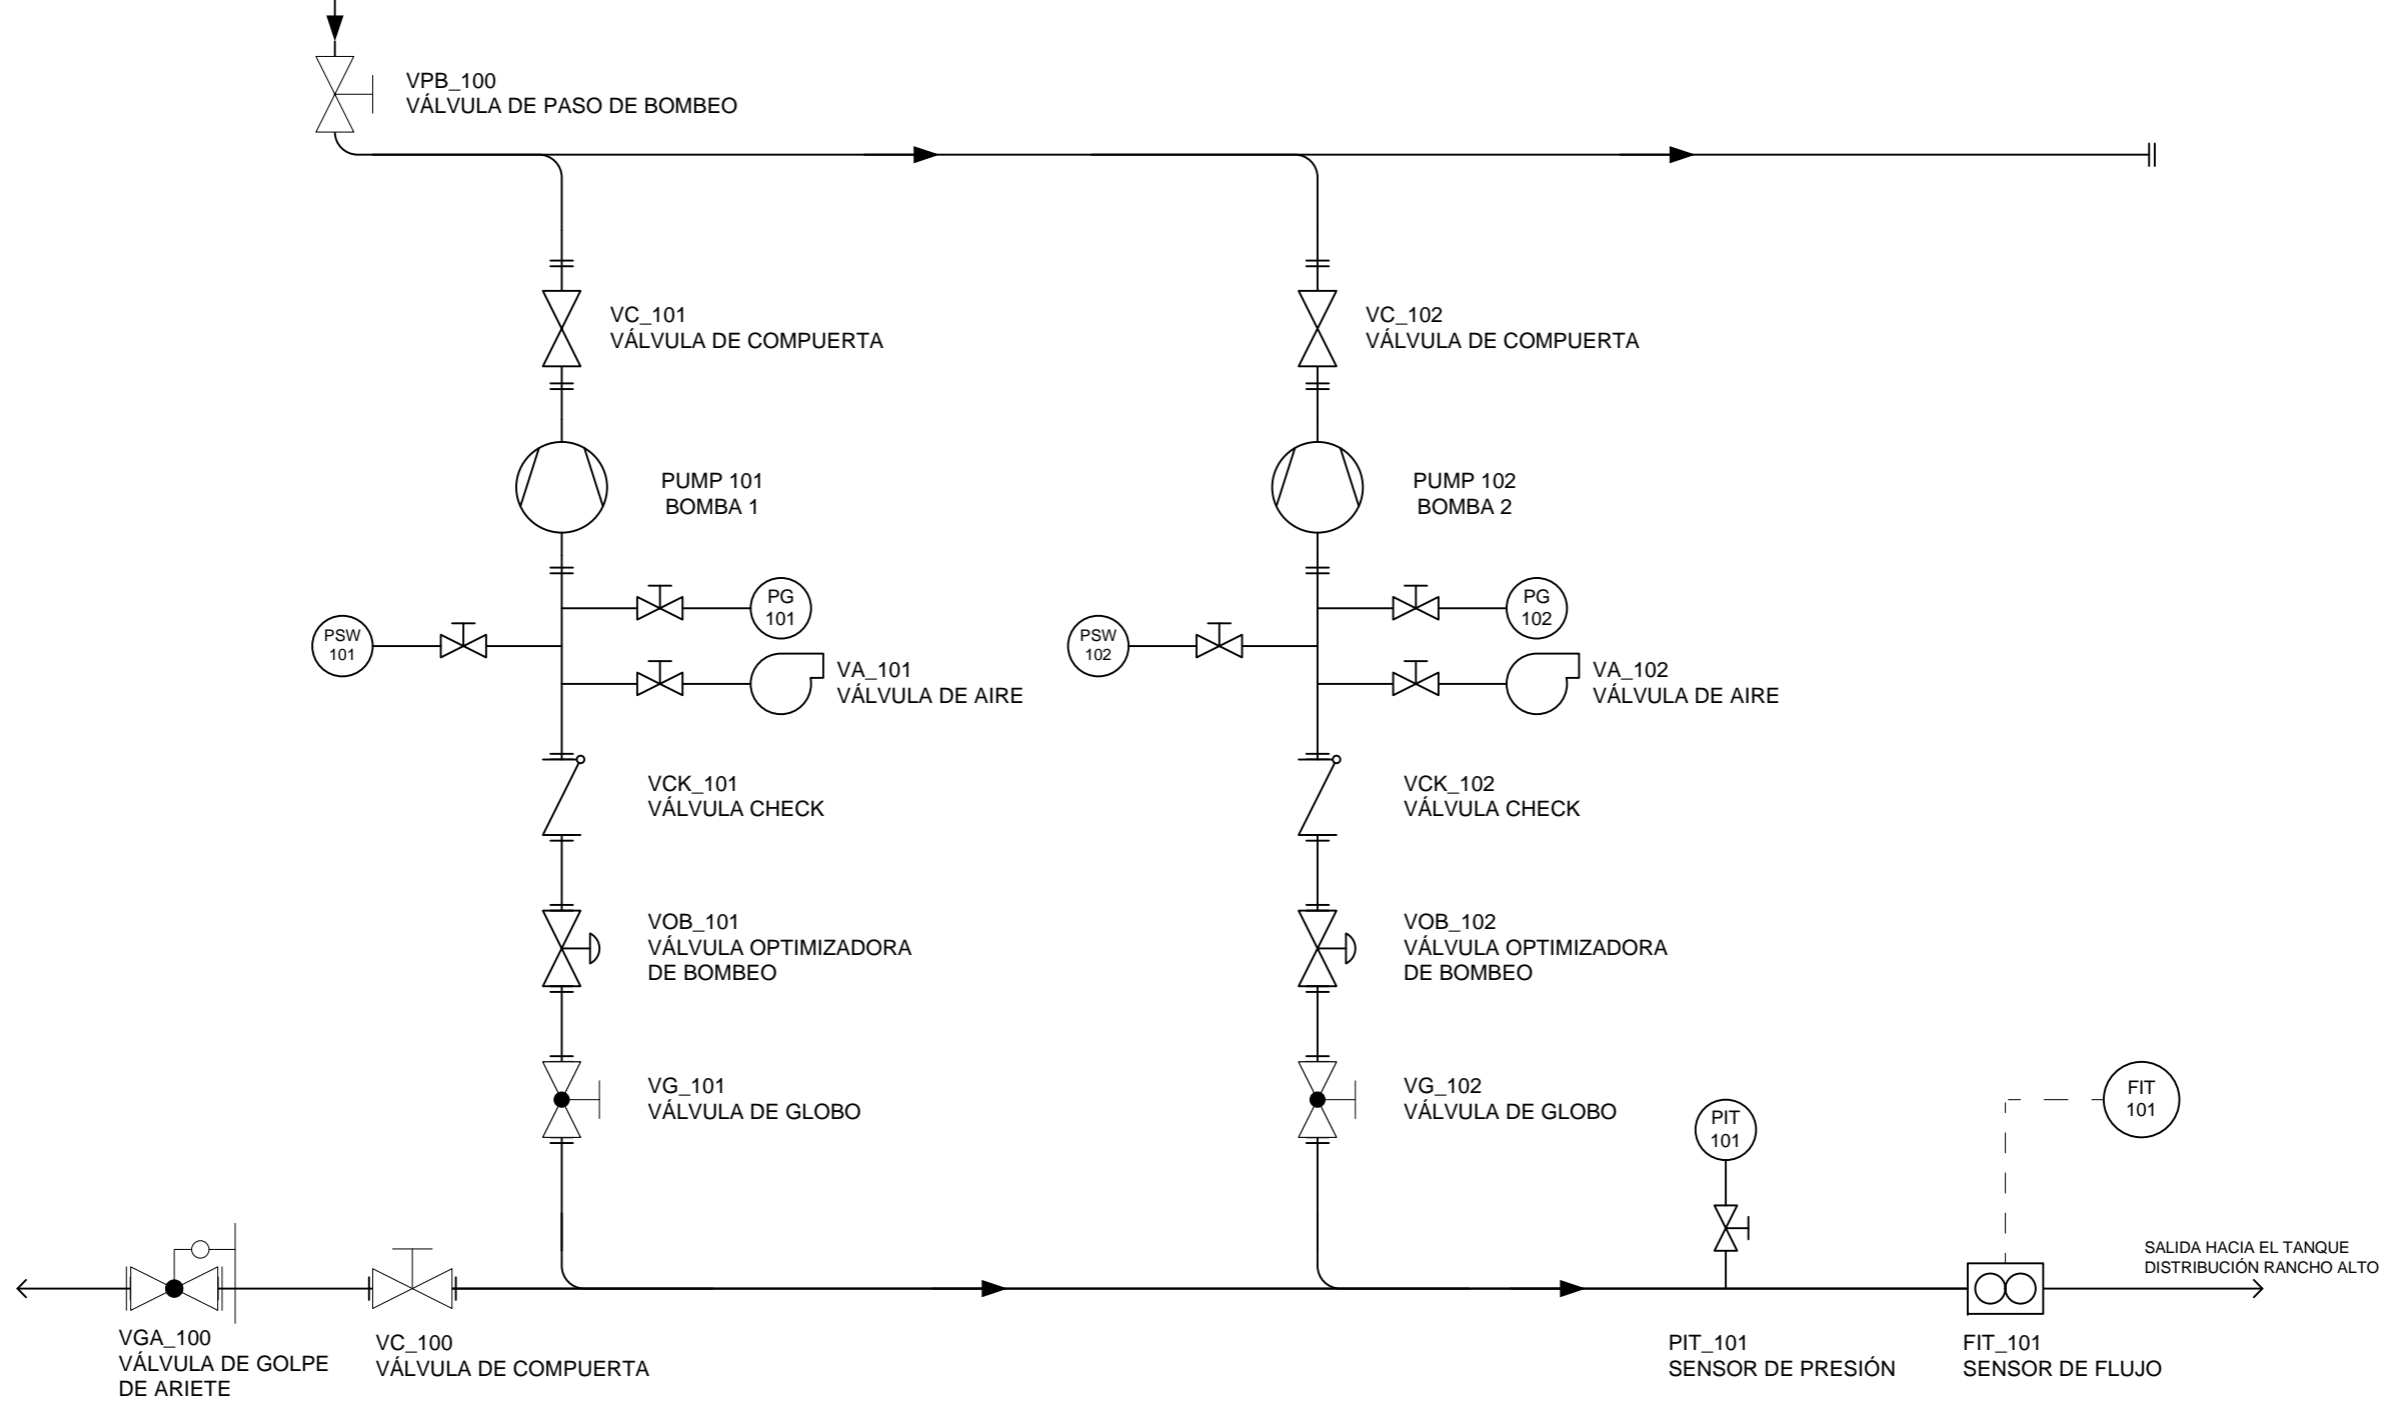 VPB_100
VÁLVULA DE PASO DE BOMBEO
VC_101
VÁLVULA DE COMPUERTA
VC_102
VÁLVULA DE COMPUERTA
PUMP 101
BOMBA 1
PUMP 102
BOMBA 2
PG
101
PG
102
PSW
101
PSW
102
VA_101
VÁLVULA DE AIRE
VA_102
VÁLVULA DE AIRE
VCK_101
VÁLVULA CHECK
VCK_102
VÁLVULA CHECK
VOB_101
VÁLVULA OPTIMIZADORA
DE BOMBEO
VOB_102
VÁLVULA OPTIMIZADORA
DE BOMBEO
VG_101
VÁLVULA DE GLOBO
VG_102
VÁLVULA DE GLOBO
PIT
101
FIT
101
SALIDA HACIA EL TANQUE
DISTRIBUCIÓN RANCHO ALTO
VGA_100
VÁLVULA DE GOLPE
DE ARIETE
VC_100
VÁLVULA DE COMPUERTA
PIT_101
SENSOR DE PRESIÓN
FIT_101
SENSOR DE FLUJO